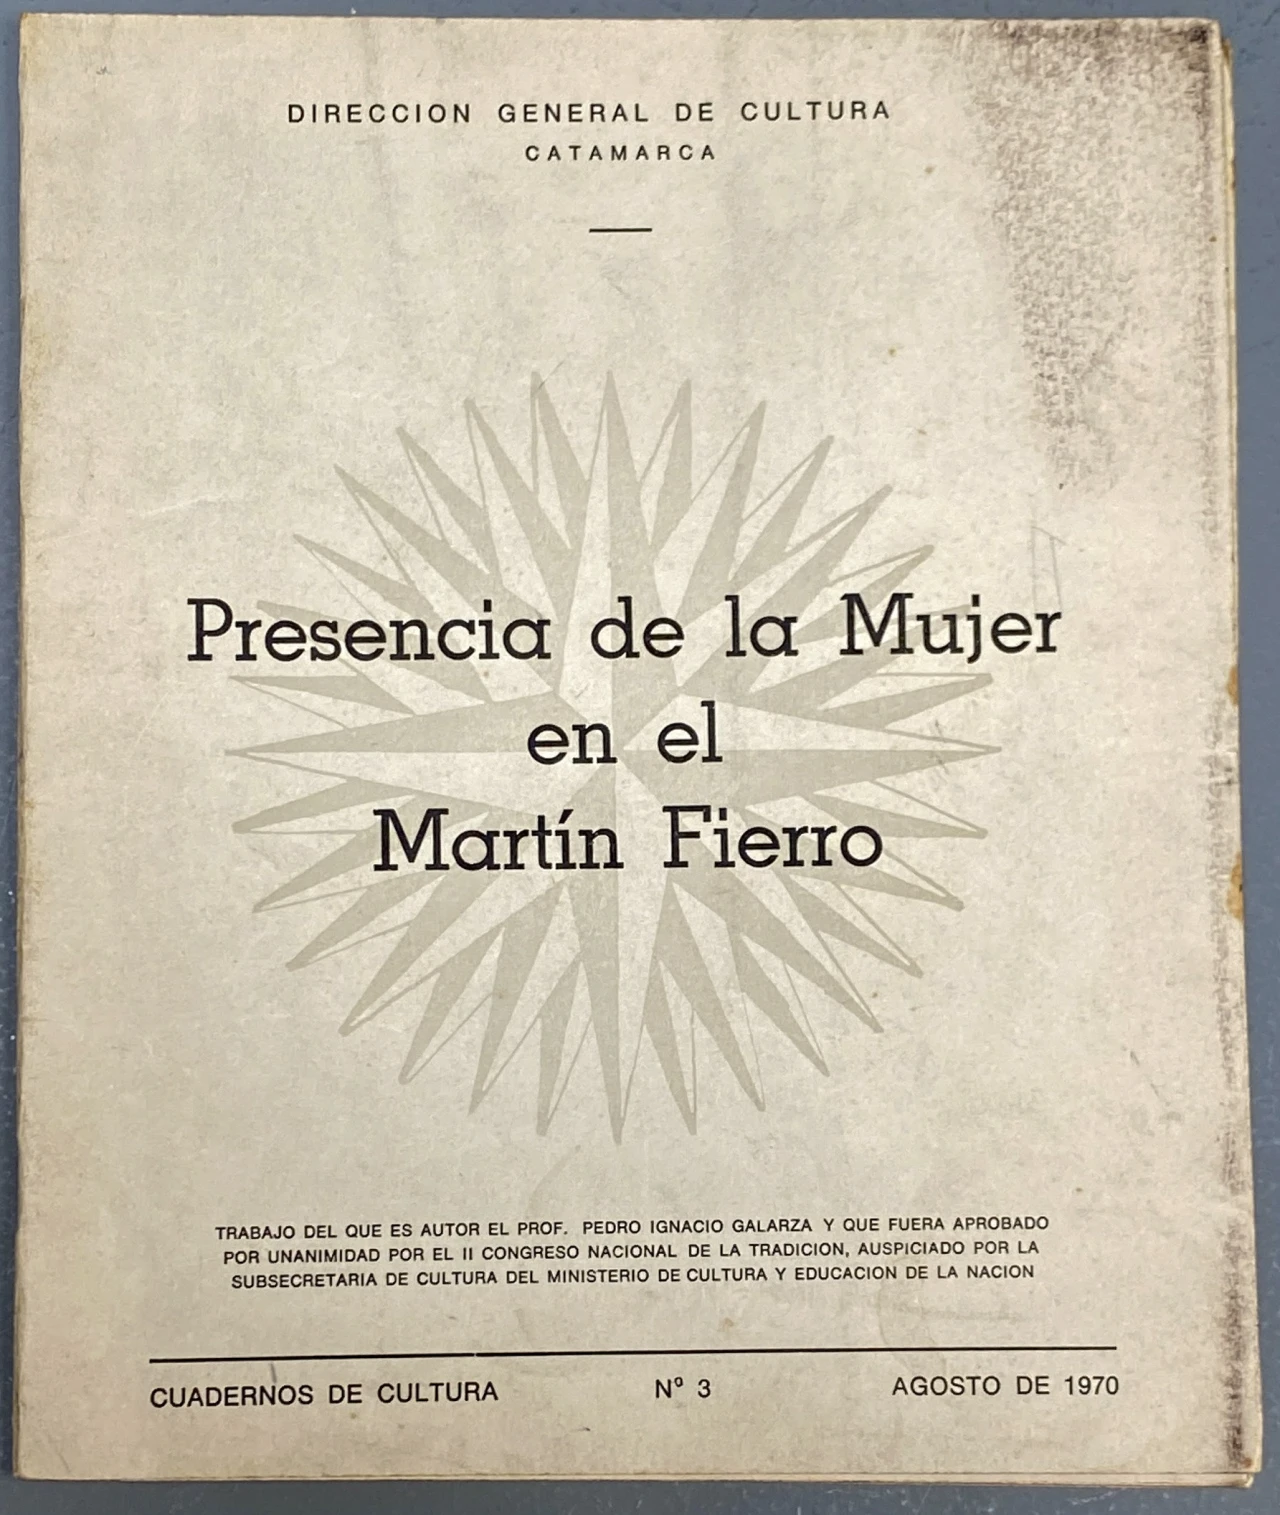 DIRECCION GENERAL DE CULTURA
CATAMARCA
Presencia de la Mujer
en el
Martín Fierro
TRABAJO DEL QUE ES AUTOR EL PROF. PEDRO IGNACIO GALARZA Y QUE FUERA APROBADO
POR UNANIMIDAD POR EL II CONGRESO NACIONAL DE LA TRADICION, AUSPICIADO POR LA
SUBSECRETARIA DE CULTURA DEL MINISTERIO DE CULTURA Y EDUCACION DE LA NACION
CUADERNOS DE CULTURA Nº 3 AGOSTO DE 1970